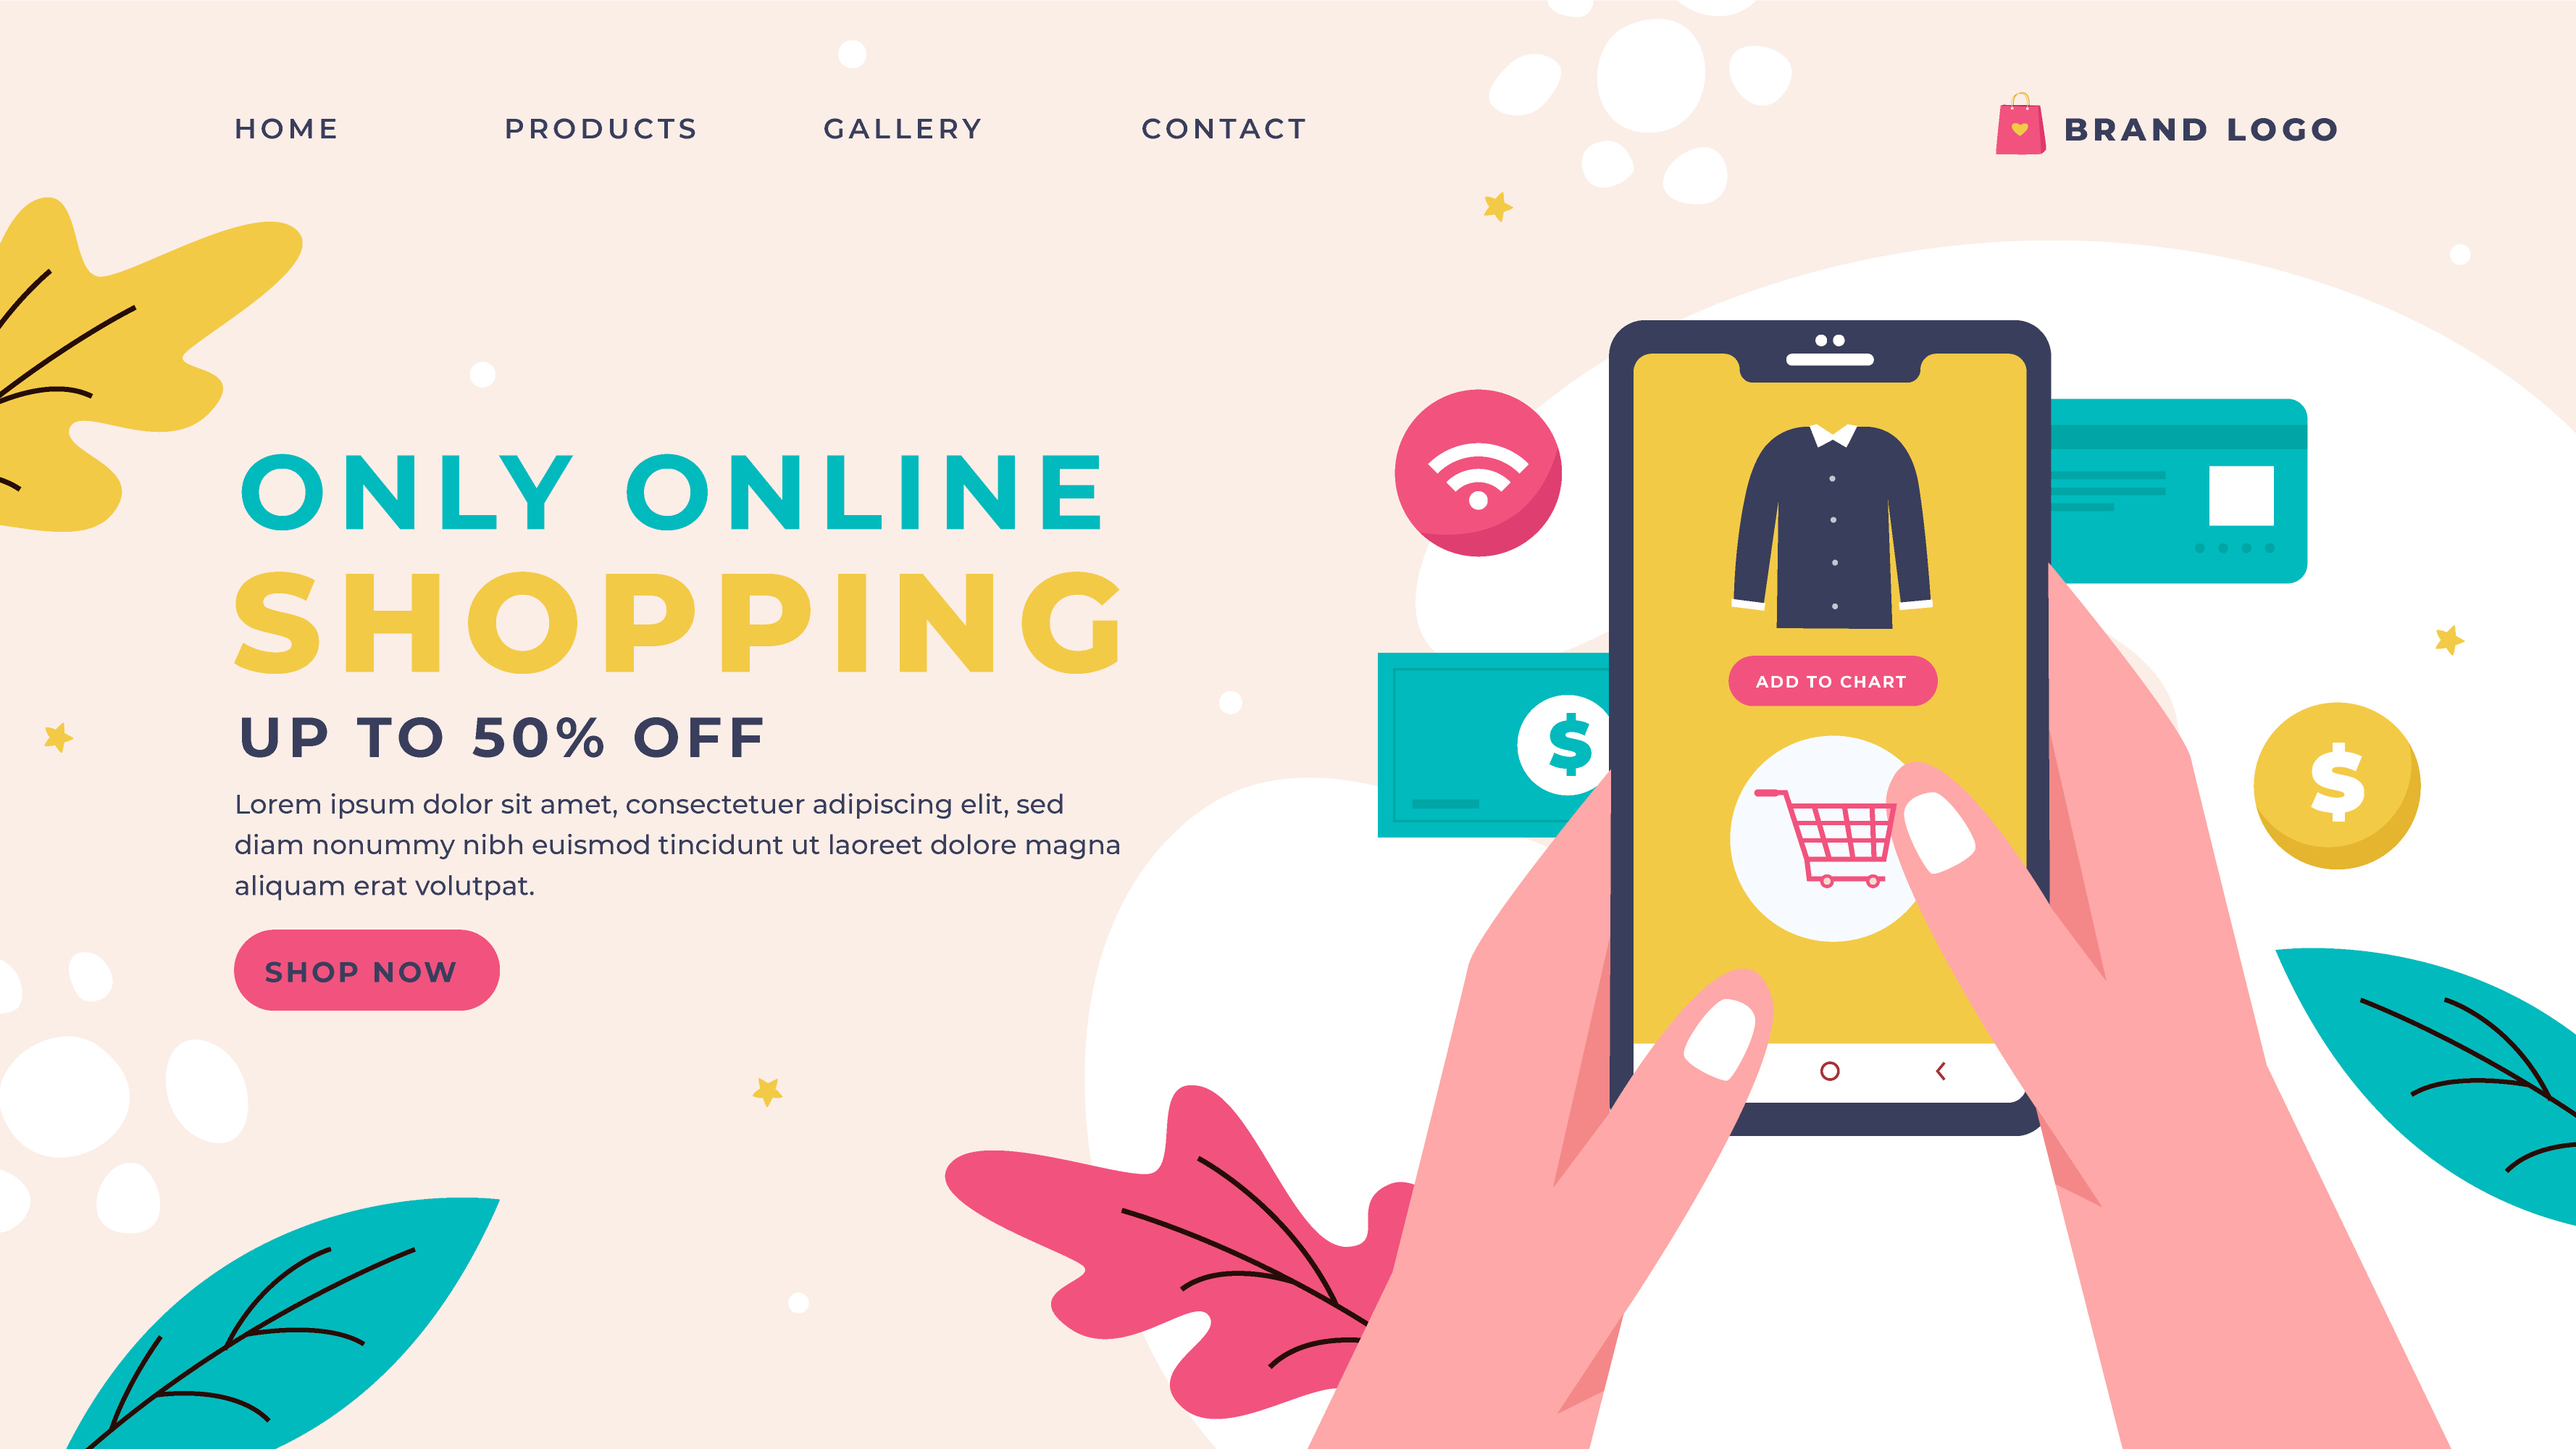 HOME PRODUCTS GALLERY CONTACT BRAND LOGO
ONLY ONLINE
SHOPPING
UP TO 50% OFF
Lorem ipsum dolor sit amet, consectetuer adipiscing elit, sed
diam nonummy nibh euismod tincidunt ut laoreet dolore magna
aliquam erat volutpat.
SHOP NOW
ADD TO CHART
$
$